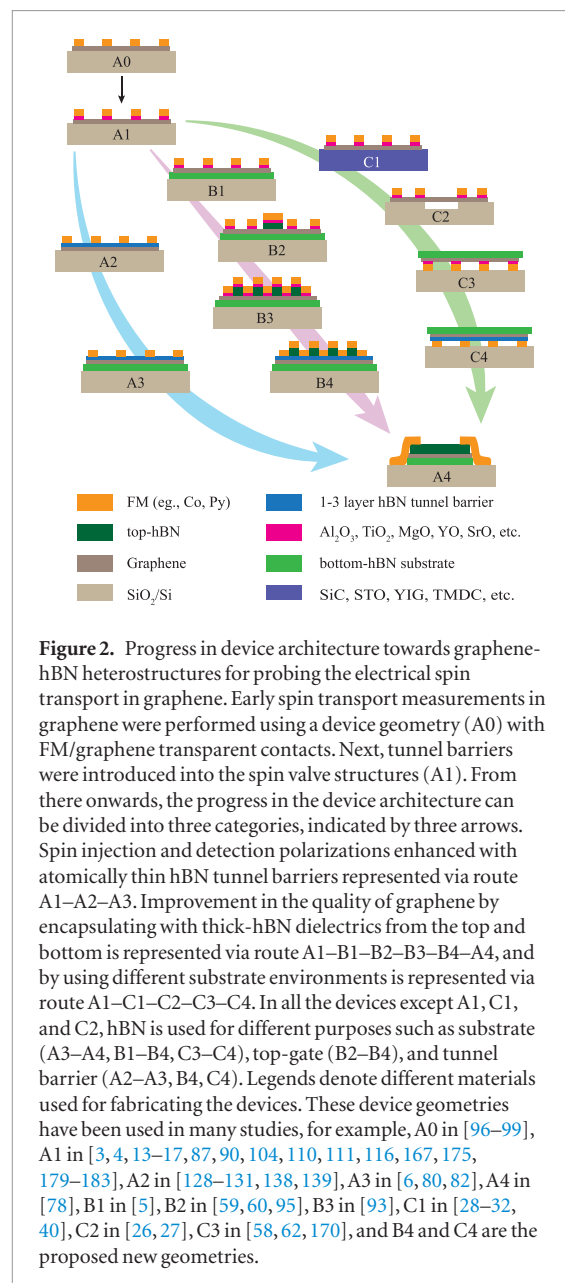 A0
A1
C1
B1
C2
A2
B2
C3
B3
C4
A3
B4
A4
FM (eg., Co, Py)
1-3 layer hBN tunnel barrier
top-hBN
Al2O3, TiO2, MgO, YO, SrO, etc.
Graphene
bottom-hBN substrate
SiO2/Si
SiC, STO, YIG, TMDC, etc.
Figure 2. Progress in device architecture towards graphene-
hBN heterostructures for probing the electrical spin
transport in graphene. Early spin transport measurements in
graphene were performed using a device geometry (A0) with
FM/graphene transparent contacts. Next, tunnel barriers
were introduced into the spin valve structures (A1). From
there onwards, the progress in the device architecture can
be divided into three categories, indicated by three arrows.
Spin injection and detection polarizations enhanced with
atomically thin hBN tunnel barriers represented via route
A1–A2–A3. Improvement in the quality of graphene by
encapsulating with thick-hBN dielectrics from the top and
bottom is represented via route A1–B1–B2–B3–B4–A4, and
by using different substrate environments is represented via
route A1–C1–C2–C3–C4. In all the devices except A1, C1,
and C2, hBN is used for different purposes such as substrate
(A3–A4, B1–B4, C3–C4), top-gate (B2–B4), and tunnel
barrier (A2–A3, B4, C4). Legends denote different materials
used for fabricating the devices. These device geometries
have been used in many studies, for example, A0 in [96–99],
A1 in [3, 4, 13–17, 87, 90, 104, 110, 111, 116, 167, 175,
179–183], A2 in [128–131, 138, 139], A3 in [6, 80, 82], A4 in
[78], B1 in [5], B2 in [59, 60, 95], B3 in [93], C1 in [28–32,
40], C2 in [26, 27], C3 in [58, 62, 170], and B4 and C4 are the
proposed new geometries.